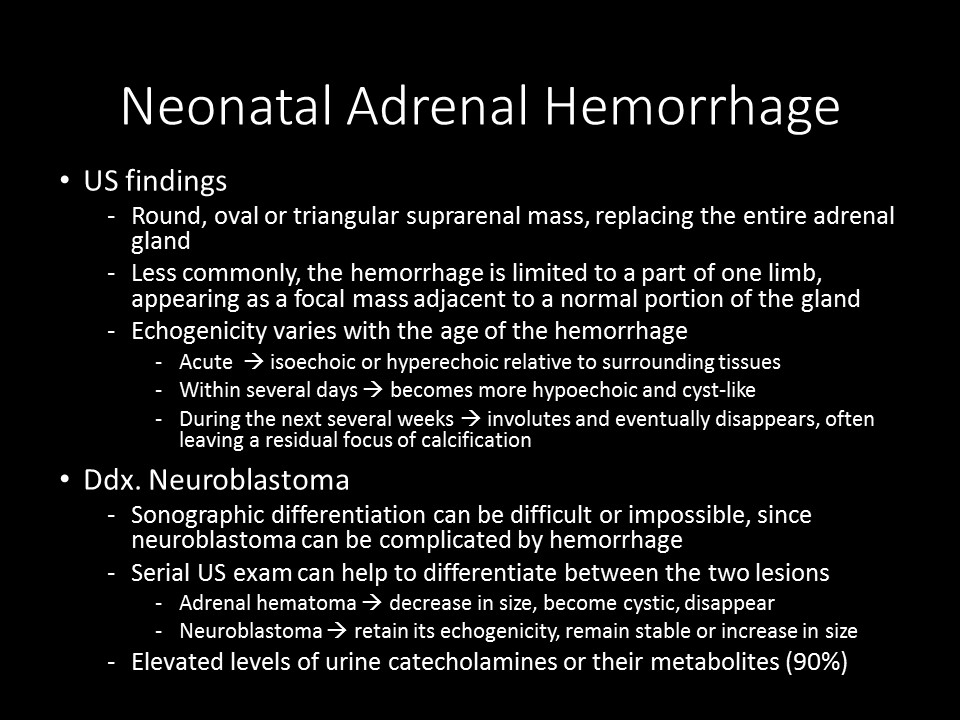 Neonatal Adrenal Hemorrhage
• US findings
- Round, oval or triangular suprarenal mass, replacing the entire adrenal
gland
- Less commonly, the hemorrhage is limited to a part of one limb,
appearing as a focal mass adjacent to a normal portion of the gland
- Echogenicity varies with the age of the hemorrhage
- Acute → isoechoic or hyperechoic relative to surrounding tissues
- Within several days → becomes more hypoechoic and cyst-like
- During the next several weeks → involutes and eventually disappears, often
leaving a residual focus of calcification
• Ddx. Neuroblastoma
- Sonographic differentiation can be difficult or impossible, since
neuroblastoma can be complicated by hemorrhage
- Serial US exam can help to differentiate between the two lesions
- Adrenal hematoma → decrease in size, become cystic, disappear
- Neuroblastoma → retain its echogenicity, remain stable or increase in size
- Elevated levels of urine catecholamines or their metabolites (90%)